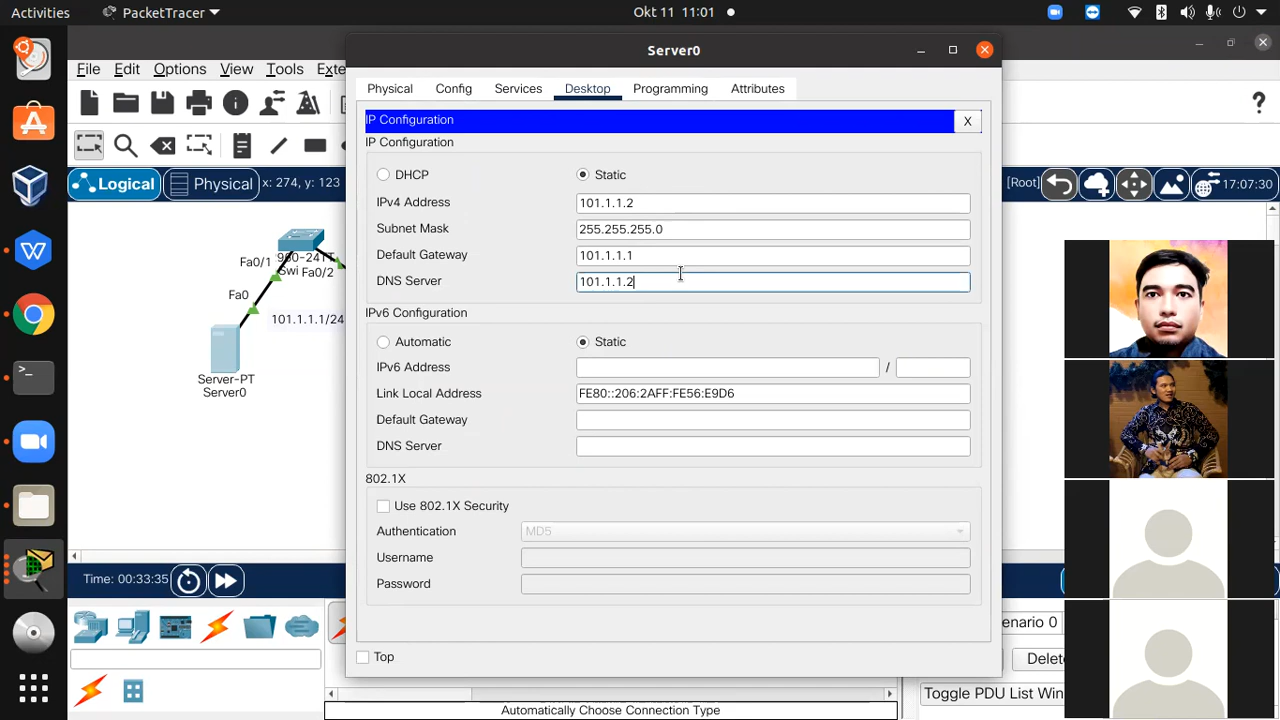 Activities
PacketTracer
Okt 11 11:01
Server0
File Edit Options View Tools Exte
Physical Config Services Desktop Programming Attributes
IP Configuration
X
IP Configuration
DHCP
Static
IPv4 Address
101.1.1.2
Subnet Mask
255.255.255.0
Default Gateway
101.1.1.1
DNS Server
101.1.1.2
IPv6 Configuration
Automatic
Static
IPv6 Address
/
Link Local Address
FE80::206:2AFF:FE56:E9D6
Default Gateway
DNS Server
802.1X
Use 802.1X Security
Authentication
MD5
Username
Password
Top
Logical
Physical
x: 274, y: 123
[Root]
17:07:30
Fa0/1
Swi Fa0/2
Fa0
101.1.1.1/24
Server-PT
Server0
Time: 00:33:35
enario 0
Delete
Toggle PDU List Win
Automatically Choose Connection Type